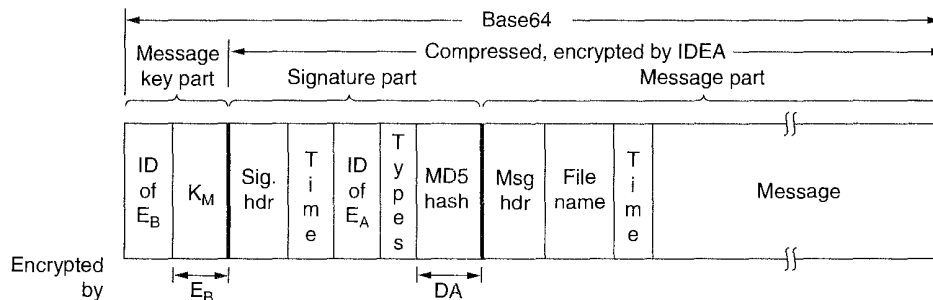 Base64
Message
key part
Compressed, encrypted by IDEA
Signature part
Message part
ID
of
E_B
K_M
Sig.
hdr
Time
ID
of
E_A
Types
MD5
hash
Msg
hdr
File
name
Time
Message
Encrypted
by
E_B
DA